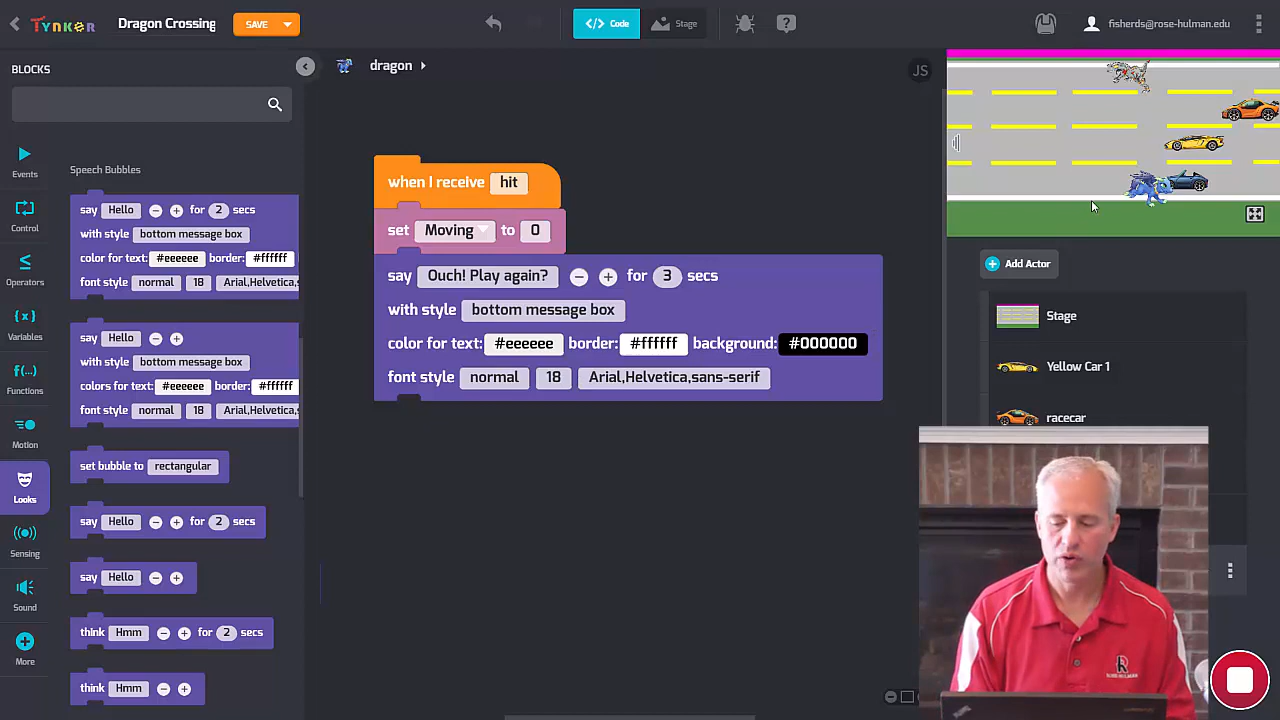 TYNKER Dragon Crossing SAVE </> Code Stage fisherds@rose-hulman.edu
BLOCKS
dragon
JS
Events
Control
Operators
Variables
Functions
Motion
Looks
Sensing
Sound
More
Speech Bubbles
say Hello − + for 2 secs
with style bottom message box
color for text: #eeeeee border: #ffffff
font style normal 18 Arial,Helvetica,s
say Hello − +
with style bottom message box
colors for text: #eeeeee border: #ffffff
font style normal 18 Arial,Helvetica,s
set bubble to rectangular
say Hello − + for 2 secs
say Hello − +
think Hmm − + for 2 secs
think Hmm − +
when I receive hit
set Moving to 0
say Ouch! Play again? − + for 3 secs
with style bottom message box
color for text: #eeeeee border: #ffffff background: #000000
font style normal 18 Arial,Helvetica,sans-serif
Add Actor
Stage
Yellow Car 1
racecar